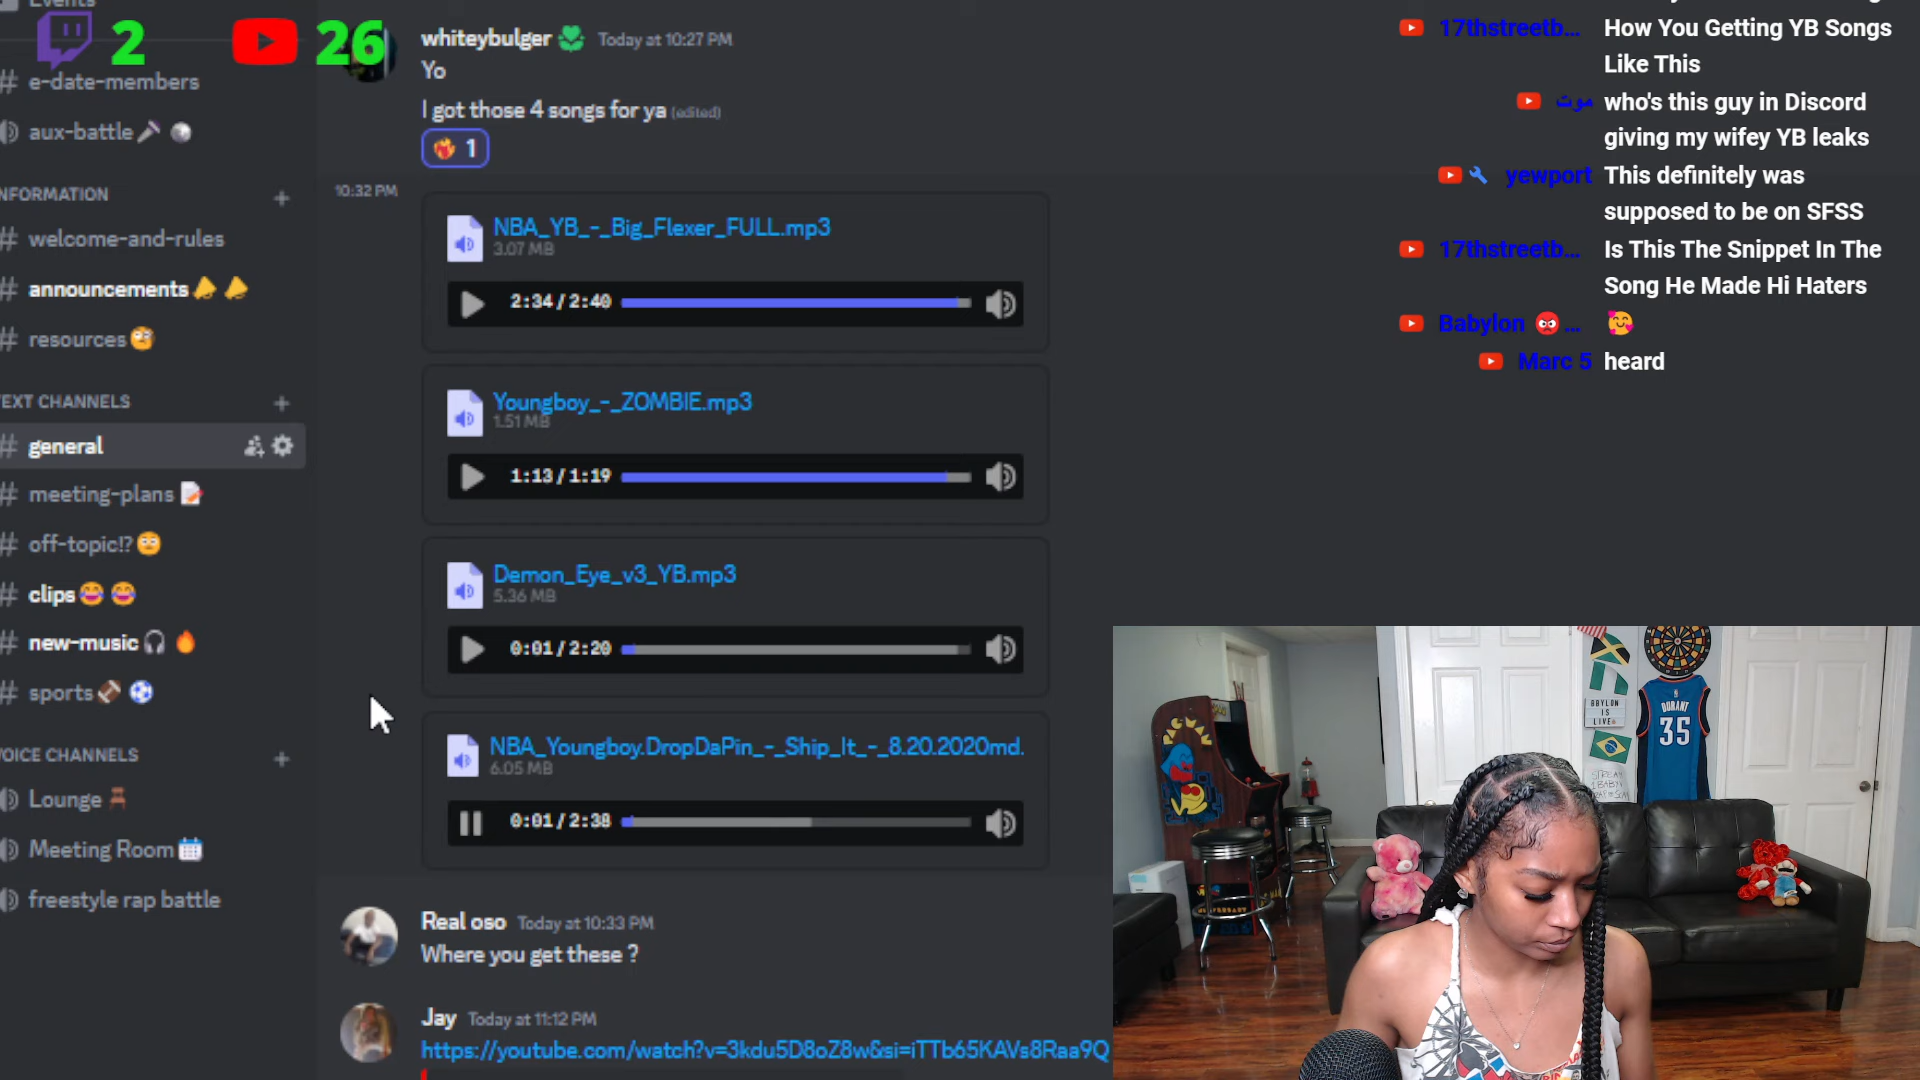 Events
2
26
# e-date-members
aux-battle
INFORMATION
# welcome-and-rules
# announcements
# resources
TEXT CHANNELS
# general
# meeting-plans
# off-topic!?
# clips
# new-music
# sports
VOICE CHANNELS
Lounge
Meeting Room
freestyle rap battle
whiteybulger Today at 10:27 PM
Yo
I got those 4 songs for ya (edited)
1
10:32 PM
NBA_YB_-_Big_Flexer_FULL.mp3
3.07 MB
2:34 / 2:40
Youngboy_-_ZOMBIE.mp3
1.51 MB
1:13 / 1:19
Demon_Eye_v3_YB.mp3
5.36 MB
0:01 / 2:20
NBA_Youngboy.DropDaPin_-_Ship_It_-_8.20.2020md.
6.05 MB
0:01 / 2:38
Real oso Today at 10:33 PM
Where you get these ?
Jay Today at 11:12 PM
https://youtube.com/watch?v=3kdu5D8oZ8w&si=iTTb65KAVs8Raa9Q
17thstreetb... How You Getting YB Songs
Like This
موت who's this guy in Discord
giving my wifey YB leaks
yewport This definitely was
supposed to be on SFSS
17thstreetb... Is This The Snippet In The
Song He Made Hi Haters
Babylon ...
Marc 5 heard
BBYLON
IS
LIVE
DURANT
35